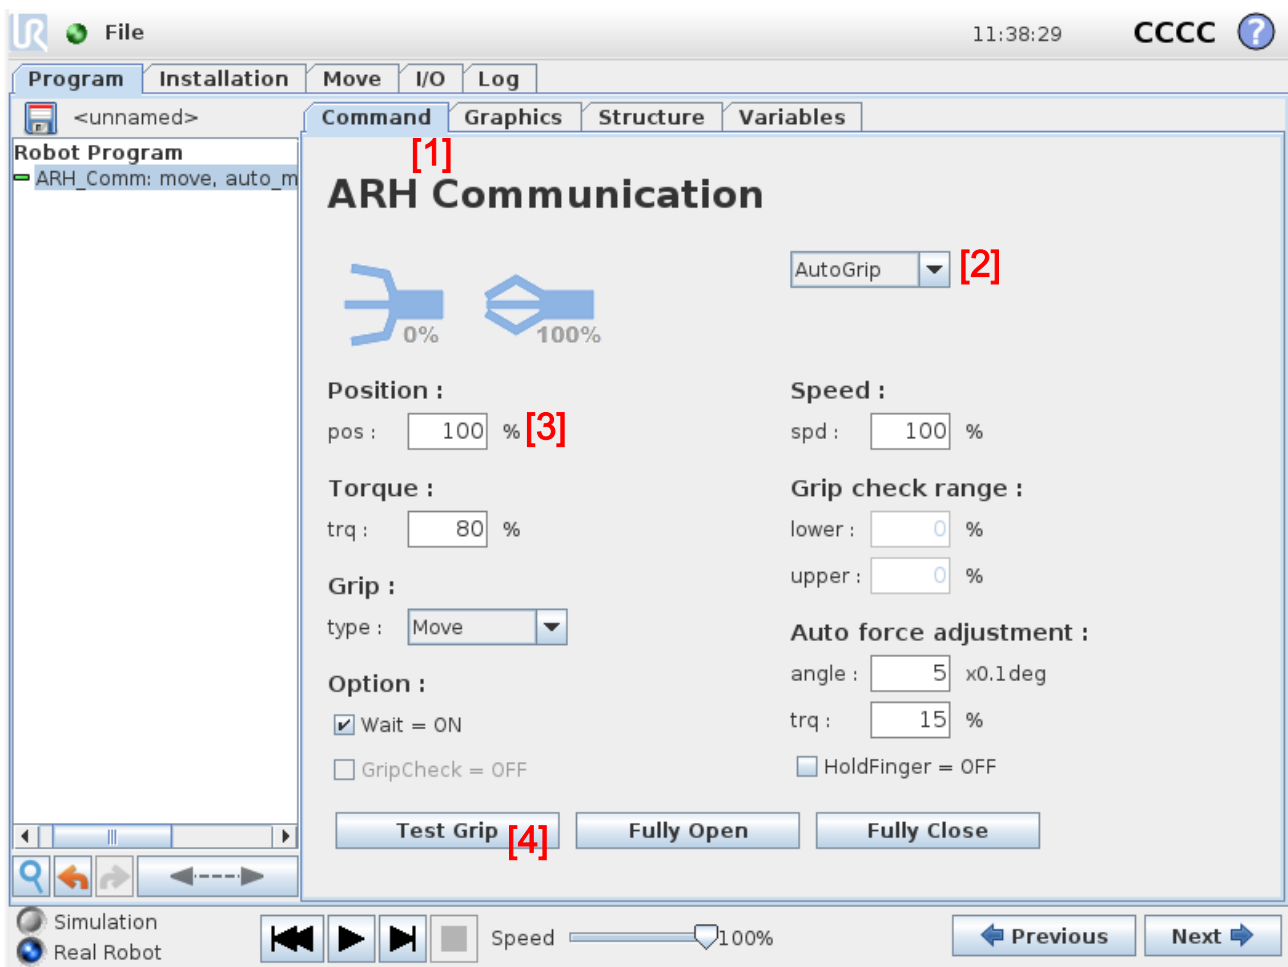 UR File 11:38:29 CCCC ?
Program Installation Move I/O Log
<unnamed> Command Graphics Structure Variables
Robot Program [1]
ARH_Comm: move, auto_m
ARH Communication
AutoGrip [2]
0% 100%
Position : Speed :
pos : 100 % [3] spd : 100 %
Torque : Grip check range :
trq : 80 % lower : 0 %
upper : 0 %
Grip :
type : Move Auto force adjustment :
angle : 5 x0.1deg
Option :
Wait = ON trq : 15 %
GripCheck = OFF HoldFinger = OFF
Test Grip [4] Fully Open Fully Close
Simulation
Real Robot Speed 100% Previous Next